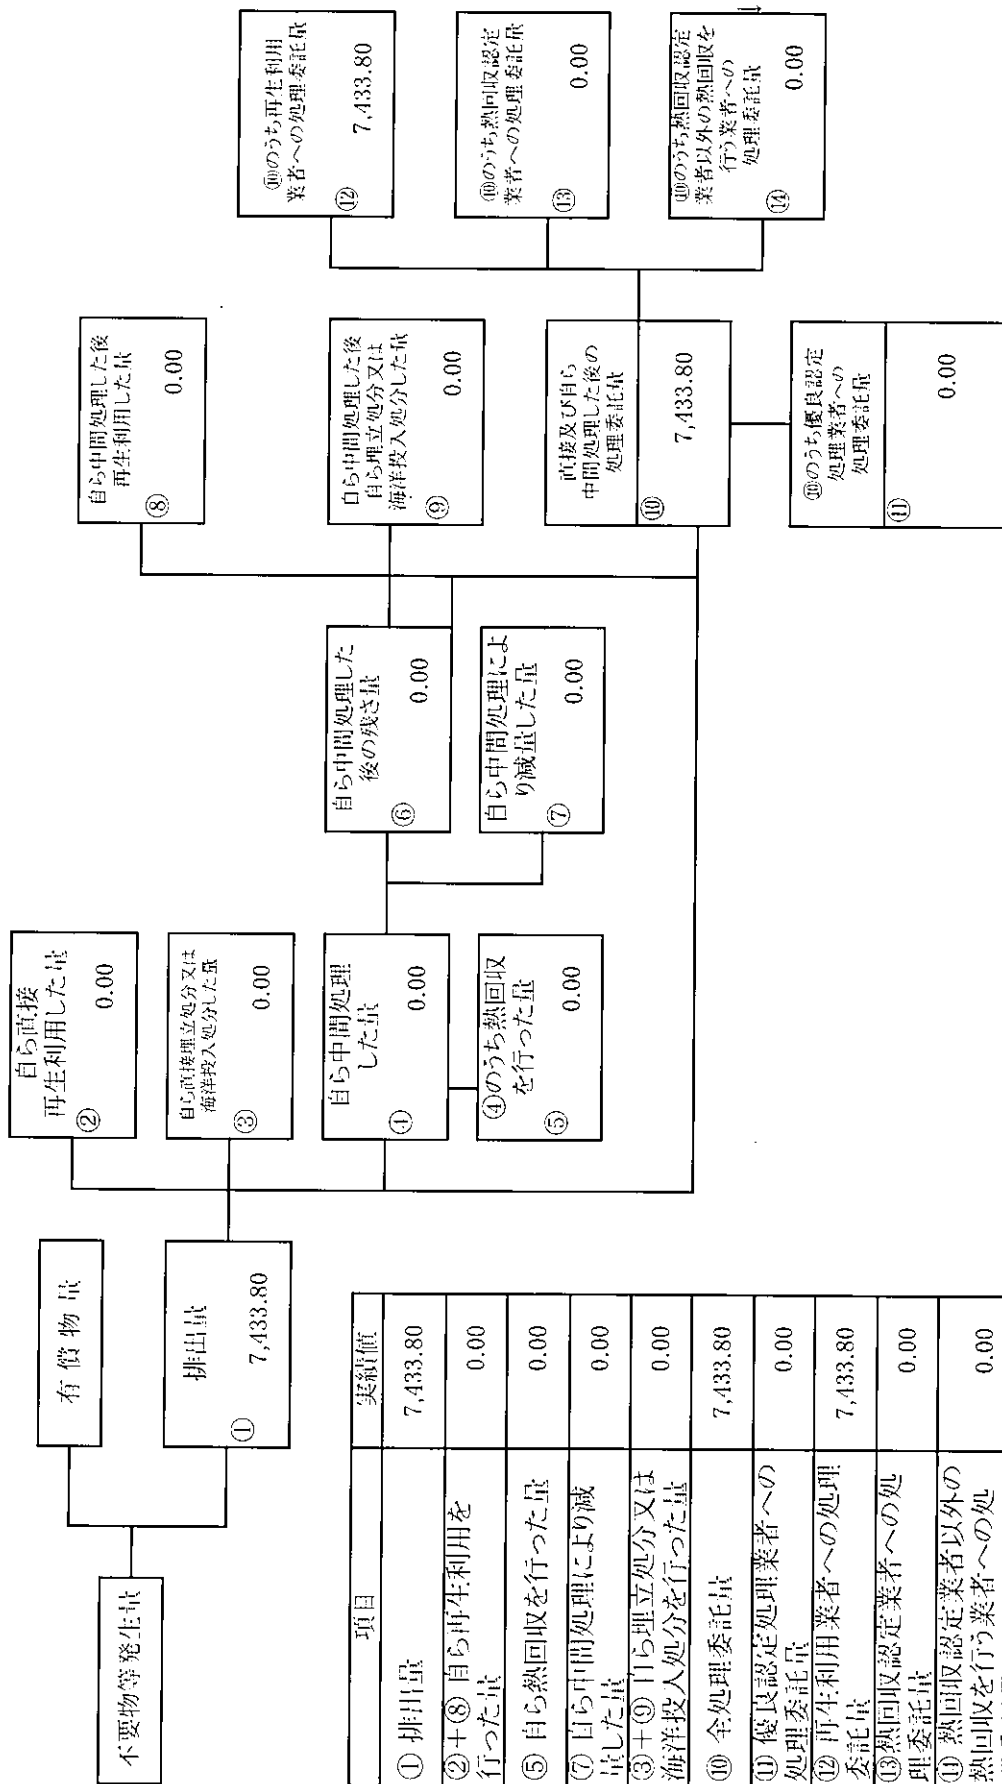 不要物等発生量
有償物量
排出量
①
7,433.80
自ら直接
再生利用した量
②
0.00
自ら直接埋立処分又は
海洋投入処分した量
③
0.00
自ら中間処理
した量
④
0.00
④のうち熱回収
を行った量
⑤
0.00
自ら中間処理した
後の残さ量
⑥
0.00
自ら中間処理によ
り減量した量
⑦
0.00
自ら中間処理した後
再生利用した量
⑧
0.00
自ら中間処理した後
自ら埋立処分又は
海洋投入処分した量
⑨
0.00
直接及び自ら
中間処理した後の
処理委託量
⑩
7,433.80
⑩のうち優良認定
処理業者への
処理委託量
⑪
0.00
⑩のうち再生利用
業者への処理委託量
⑫
7,433.80
⑩のうち熱回収認定
業者への処理委託量
⑬
0.00
⑩のうち熱回収認定
業者以外の熱回収を
行う業者への
処理委託量
⑭
0.00
項目 実績値
① 排出量 7,433.80
②+⑧ 自ら再生利用を
行った量 0.00
⑤ 自ら熱回収を行った量 0.00
⑦ 自ら中間処理により減
量した量 0.00
③+⑨ 自ら埋立処分又は
海洋投入処分を行った量 0.00
⑩ 全処理委託量 7,433.80
⑪ 優良認定処理業者への
処理委託量 0.00
⑫ 再生利用業者への処理
委託量 7,433.80
⑬ 熱回収認定業者への処
理委託量 0.00
⑭ 熱回収認定業者以外の
熱回収を行う業者への処 0.00